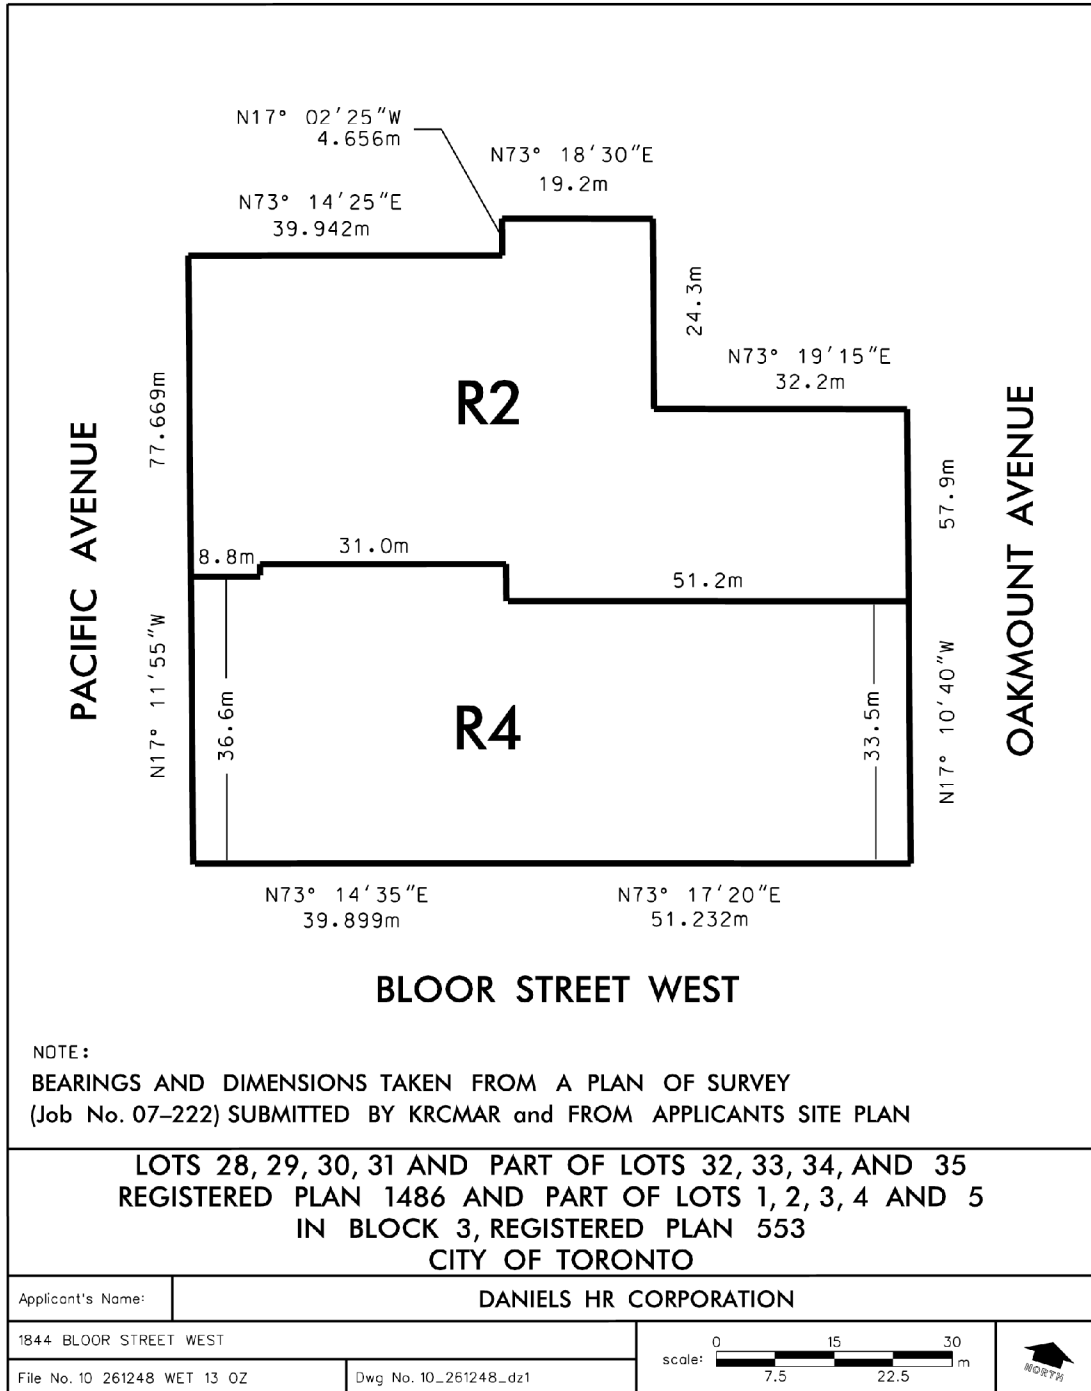 N17° 02'25"W
4.656m
N73° 18'30"E
19.2m
N73° 14'25"E
39.942m
24.3m
N73° 19'15"E
32.2m
R2
77.669m
PACIFIC AVENUE
OAKMOUNT AVENUE
57.9m
8.8m
31.0m
51.2m
N17° 11'55"W
36.6m
R4
33.5m
N17° 10'40"W
N73° 14'35"E
39.899m
N73° 17'20"E
51.232m
BLOOR STREET WEST
NOTE:
BEARINGS AND DIMENSIONS TAKEN FROM A PLAN OF SURVEY
(Job No. 07–222) SUBMITTED BY KRCMAR and FROM APPLICANTS SITE PLAN
LOTS 28, 29, 30, 31 AND PART OF LOTS 32, 33, 34, AND 35
REGISTERED PLAN 1486 AND PART OF LOTS 1, 2, 3, 4 AND 5
IN BLOCK 3, REGISTERED PLAN 553
CITY OF TORONTO
Applicant's Name:
DANIELS HR CORPORATION
1844 BLOOR STREET WEST
File No. 10 261248 WET 13 OZ
Dwg No. 10_261248_dz1
scale:
0 15 30
m
7.5 22.5
NORTH